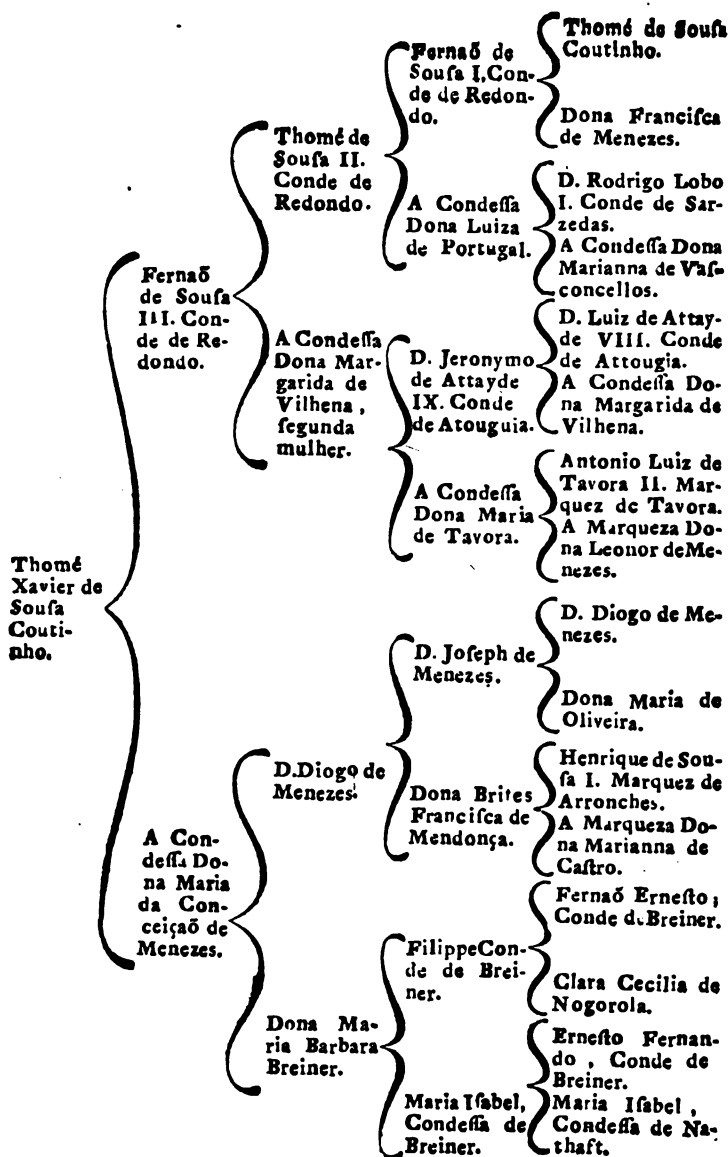 Thomé
Xavier de
Souſa
Couti-
nho.
Fernaõ
de Souſa
III. Con-
de de Re-
dondo.
A Con-
deſſa Do-
na Maria
da Con-
ceiçaõ de
Menezes.
Thomé de
Souſa II.
Conde de
Redondo.
A Condeſſa
Dona Mar-
garida de
Vilhena,
ſegunda
mulher.
D. Diogo de
Menezes.
Dona Ma-
ria Barbara
Breiner.
Fernaõ de
Souſa I. Con-
de de Redon-
do.
A Condeſſa
Dona Luiza
de Portugal.
D. Jeronymo
de Attayde
IX. Conde
de Atouguia.
A Condeſſa
Dona Maria
de Tavora.
D. Joſeph de
Menezes.
Dona Brites
Franciſca de
Mendonça.
Filippe Con-
de de Brei-
ner.
Maria Iſabel,
Condeſſa de
Breiner.
Thomé de Souſa
Coutinho.
Dona Franciſca
de Menezes.
D. Rodrigo Lobo
I. Conde de Sar-
zedas.
A Condeſſa Dona
Marianna de Vaſ-
concellos.
D. Luiz de Attay-
de VIII. Conde
de Attougia.
A Condeſſa Do-
na Margarida de
Vilhena.
Antonio Luiz de
Tavora II. Mar-
quez de Tavora.
A Marqueza Do-
na Leonor de Me-
nezes.
D. Diogo de Me-
nezes.
Dona Maria de
Oliveira.
Henrique de Sou-
ſa I. Marquez de
Arronches.
A Marqueza Do-
na Marianna de
Caſtro.
Fernaõ Erneſto;
Conde de Breiner.
Clara Cecilia de
Nogorola.
Erneſto Fernan-
do, Conde de
Breiner.
Maria Iſabel,
Condeſſa de Na-
thaft.